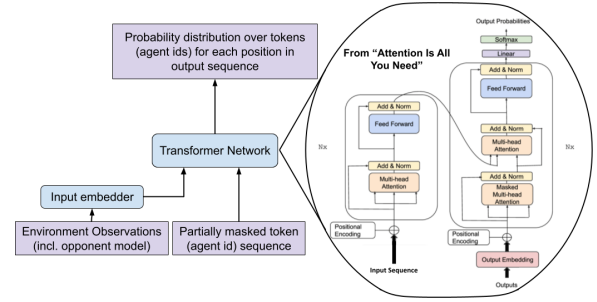 Probability distribution over tokens
(agent ids) for each position in
output sequence
Transformer Network
Input embedder
Environment Observations
(incl. opponent model)
Partially masked token
(agent id) sequence
From “Attention Is All
You Need”
Nx
Add & Norm
Feed Forward
Add & Norm
Multi-head
Attention
Positional
Encoding
Input Sequence
Output Probabilities
Softmax
Linear
Add & Norm
Feed Forward
Add & Norm
Multi-head
Attention
Nx
Add & Norm
Masked
Multi-head
Attention
Positional
Encoding
Output Embedding
Outputs